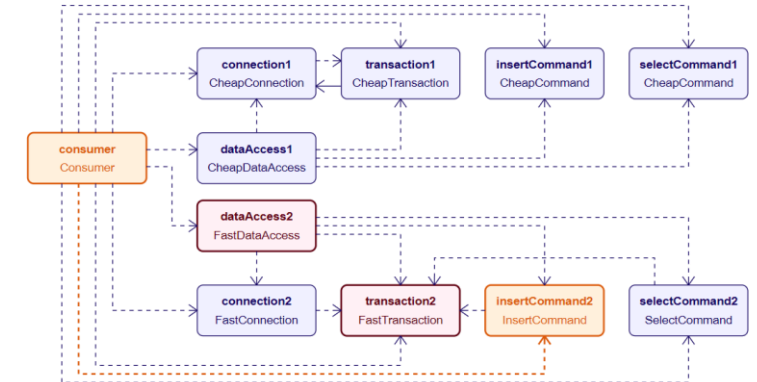 connection1
CheapConnection
transaction1
CheapTransaction
insertCommand1
CheapCommand
selectCommand1
CheapCommand
consumer
Consumer
dataAccess1
CheapDataAccess
dataAccess2
FastDataAccess
connection2
FastConnection
transaction2
FastTransaction
insertCommand2
InsertCommand
selectCommand2
SelectCommand